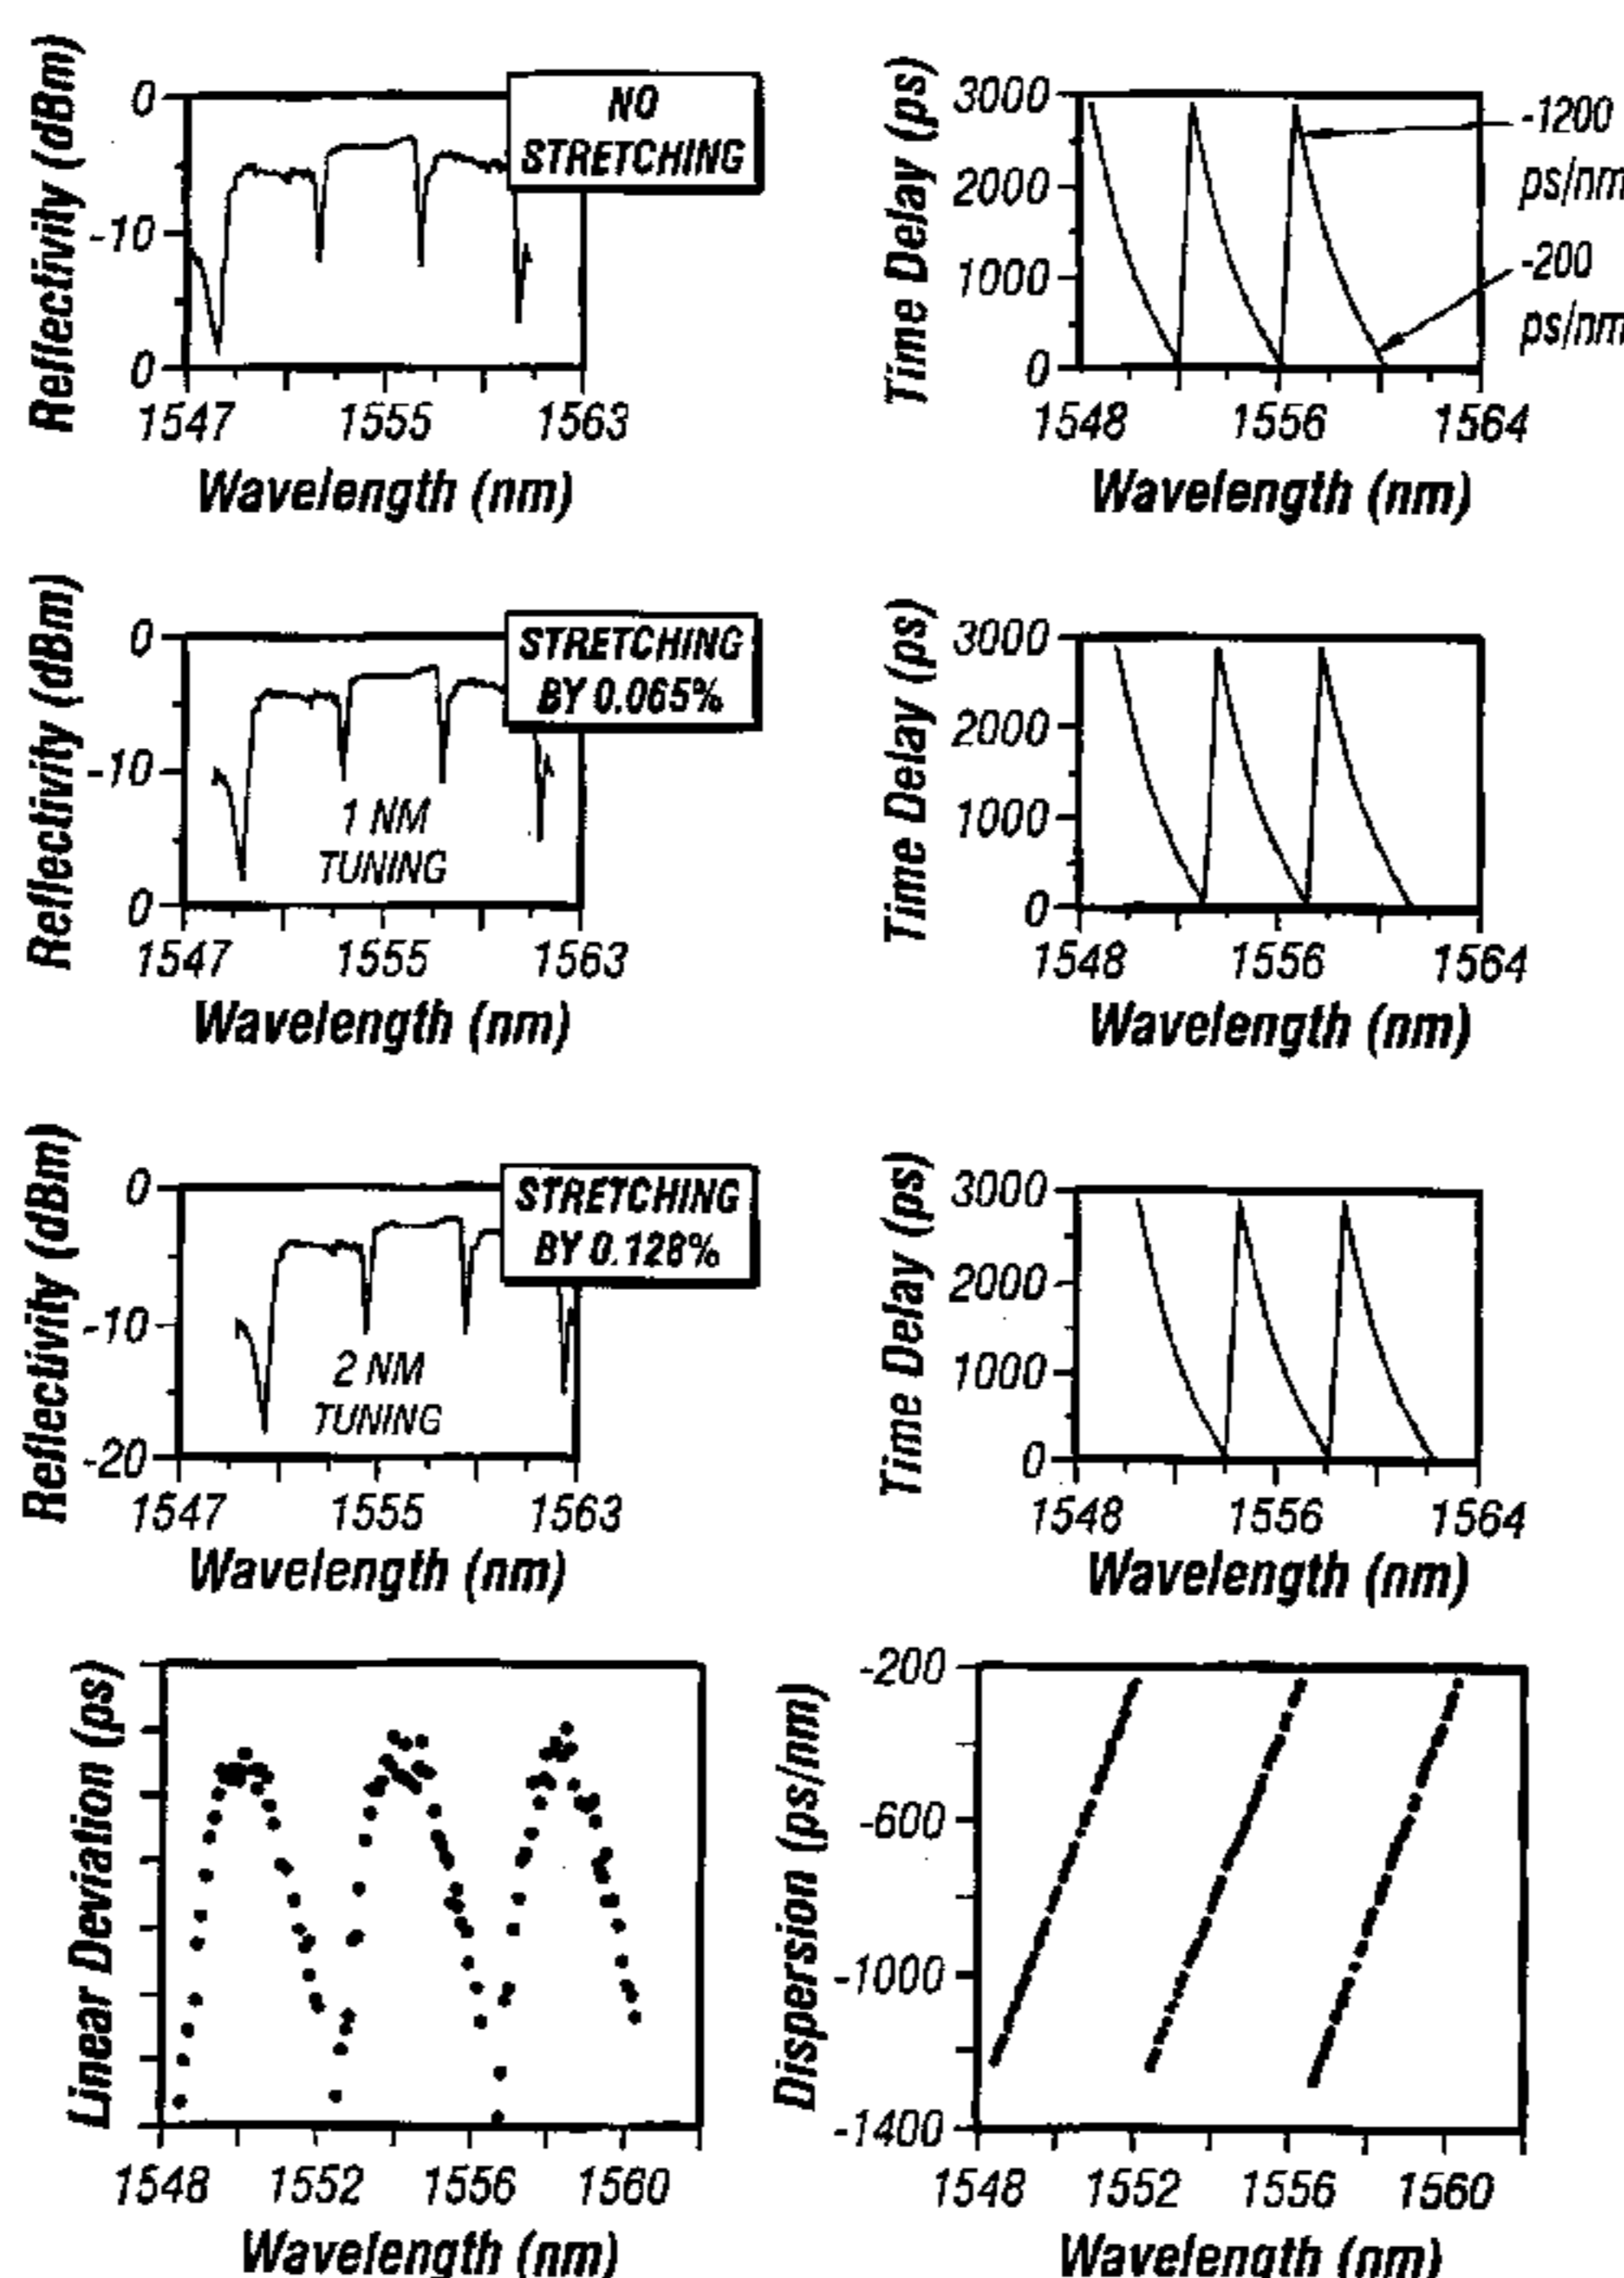 Reflectivity (dBm)
0
-10
0
NO
STRETCHING
1547 1555 1563
Wavelength (nm)
Time Delay (ps)
3000
2000
1000
0
-1200
ps/nm
-200
ps/nm
1548 1556 1564
Wavelength (nm)
Reflectivity (dBm)
0
-10
0
STRETCHING
BY 0.065%
1 NM
TUNING
1547 1555 1563
Wavelength (nm)
Time Delay (ps)
3000
2000
1000
0
1548 1556 1564
Wavelength (nm)
Reflectivity (dBm)
0
-10
-20
STRETCHING
BY 0.128%
2 NM
TUNING
1547 1555 1563
Wavelength (nm)
Time Delay (ps)
3000
2000
1000
0
1548 1556 1564
Wavelength (nm)
Linear Deviation (ps)
1548 1552 1556 1560
Wavelength (nm)
Dispersion (ps/nm)
-200
-600
-1000
-1400
1548 1552 1556 1560
Wavelength (nm)